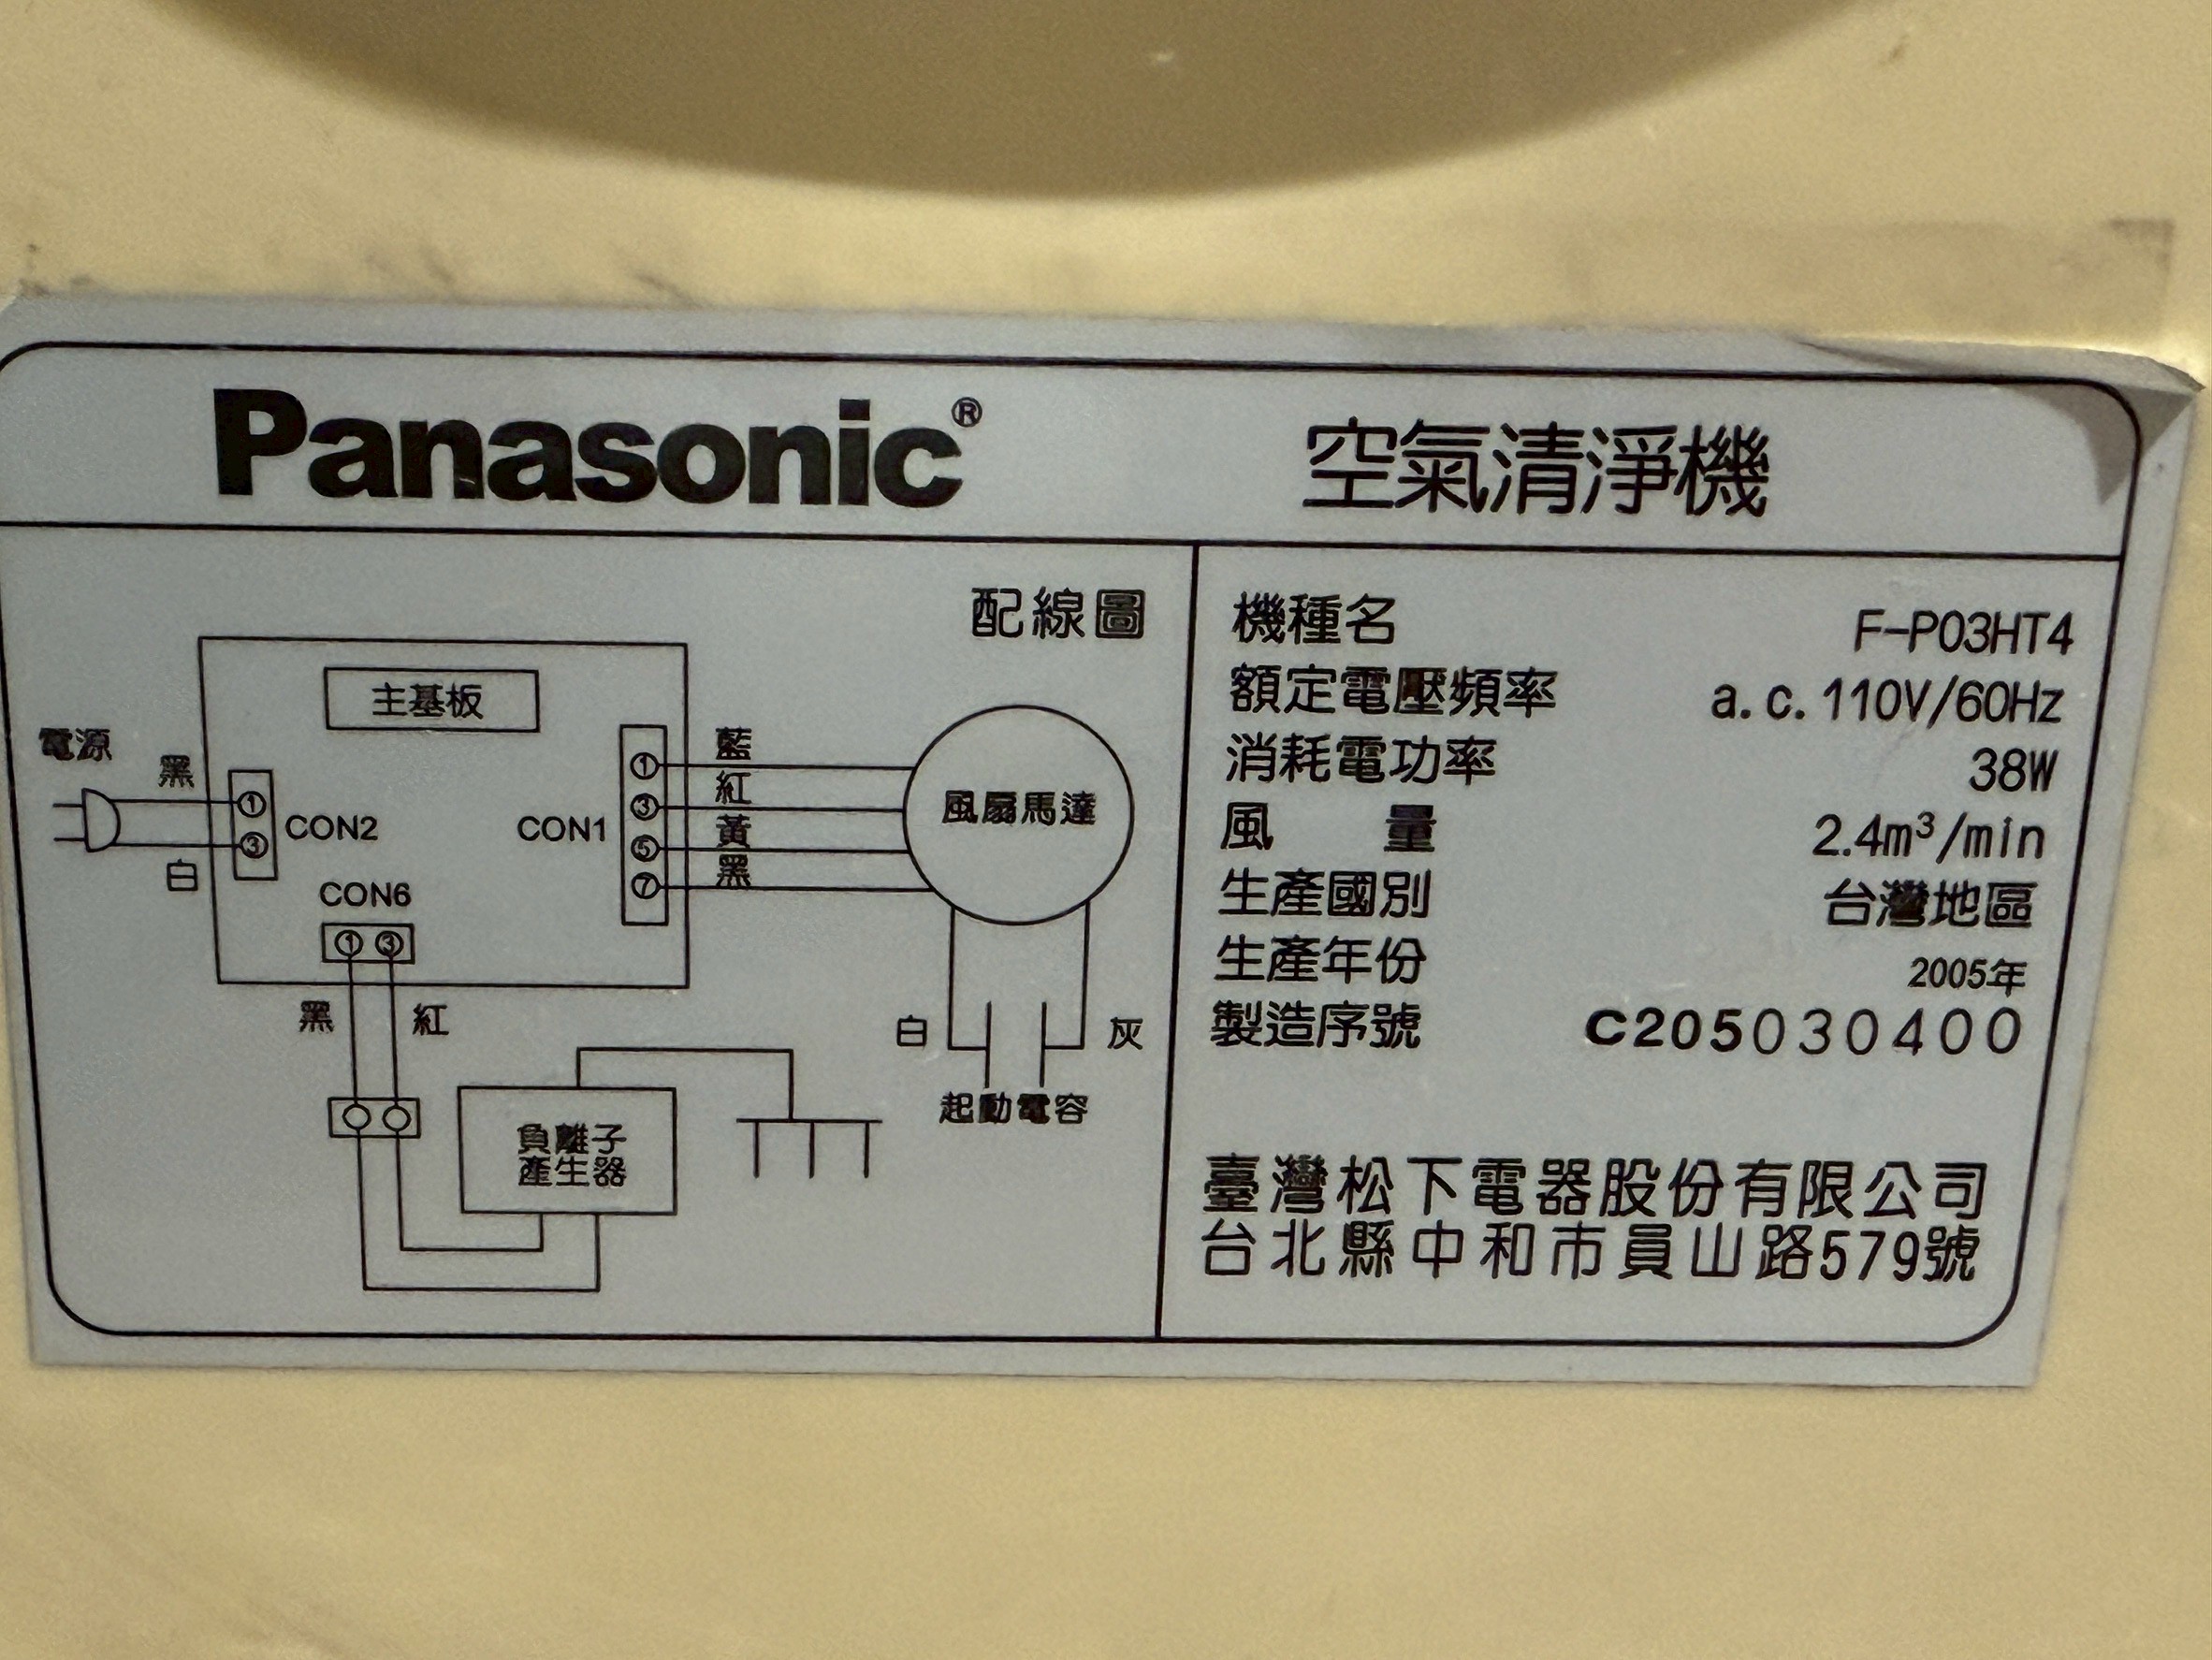 Panasonic®
空氣清淨機
配線圖
主基板
電源
黑
① ③
白
CON2
CON1
① ③ ⑤ ⑦
藍
紅
黃
黑
風扇馬達
CON6
① ③
黑
紅
白
灰
起動電容
負離子
產生器
機種名 F-P03HT4
額定電壓頻率 a.c.110V/60Hz
消耗電功率 38W
風量 2.4m³/min
生產國別 台灣地區
生產年份 2005年
製造序號 C205030400
臺灣松下電器股份有限公司
台北縣中和市員山路579號